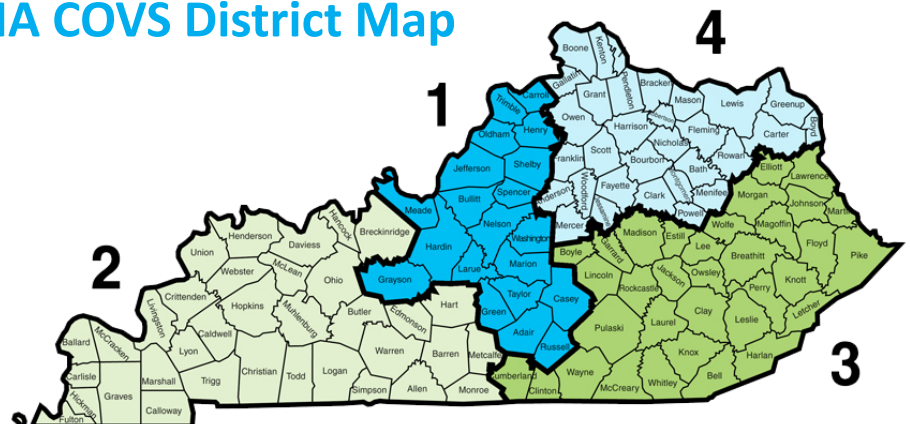 IA COVS District Map
4
1
2
3
Boone
Kenton
Gallatin
Grant
Pendleton
Bracken
Mason
Lewis
Greenup
Boyd
Carter
Owen
Harrison
Robertson
Fleming
Nicholas
Rowan
Scott
Bourbon
Bath
Franklin
Woodford
Fayette
Clark
Montgomery
Menifee
Anderson
Powell
Mercer
Carroll
Trimble
Oldham
Henry
Jefferson
Shelby
Spencer
Bullitt
Meade
Nelson
Washington
Hardin
Marion
Larue
Grayson
Taylor
Casey
Green
Adair
Russell
Hancock
Breckinridge
Henderson
Daviess
Union
Webster
McLean
Ohio
Crittenden
Livingston
Hopkins
Muhlenburg
Butler
Edmonson
Hart
Caldwell
Lyon
Warren
Barren
Metcalfe
Ballard
McCracken
Carlisle
Marshall
Trigg
Christian
Todd
Logan
Simpson
Allen
Monroe
Hickman
Graves
Calloway
Fulton
Elliott
Lawrence
Morgan
Johnson
Martin
Magoffin
Wolfe
Floyd
Pike
Madison
Estill
Lee
Breathitt
Boyle
Garrard
Lincoln
Jackson
Owsley
Knott
Perry
Rockcastle
Letcher
Clay
Leslie
Pulaski
Laurel
Knox
Harlan
Wayne
Bell
Whitley
McCreary
Cumberland
Clinton